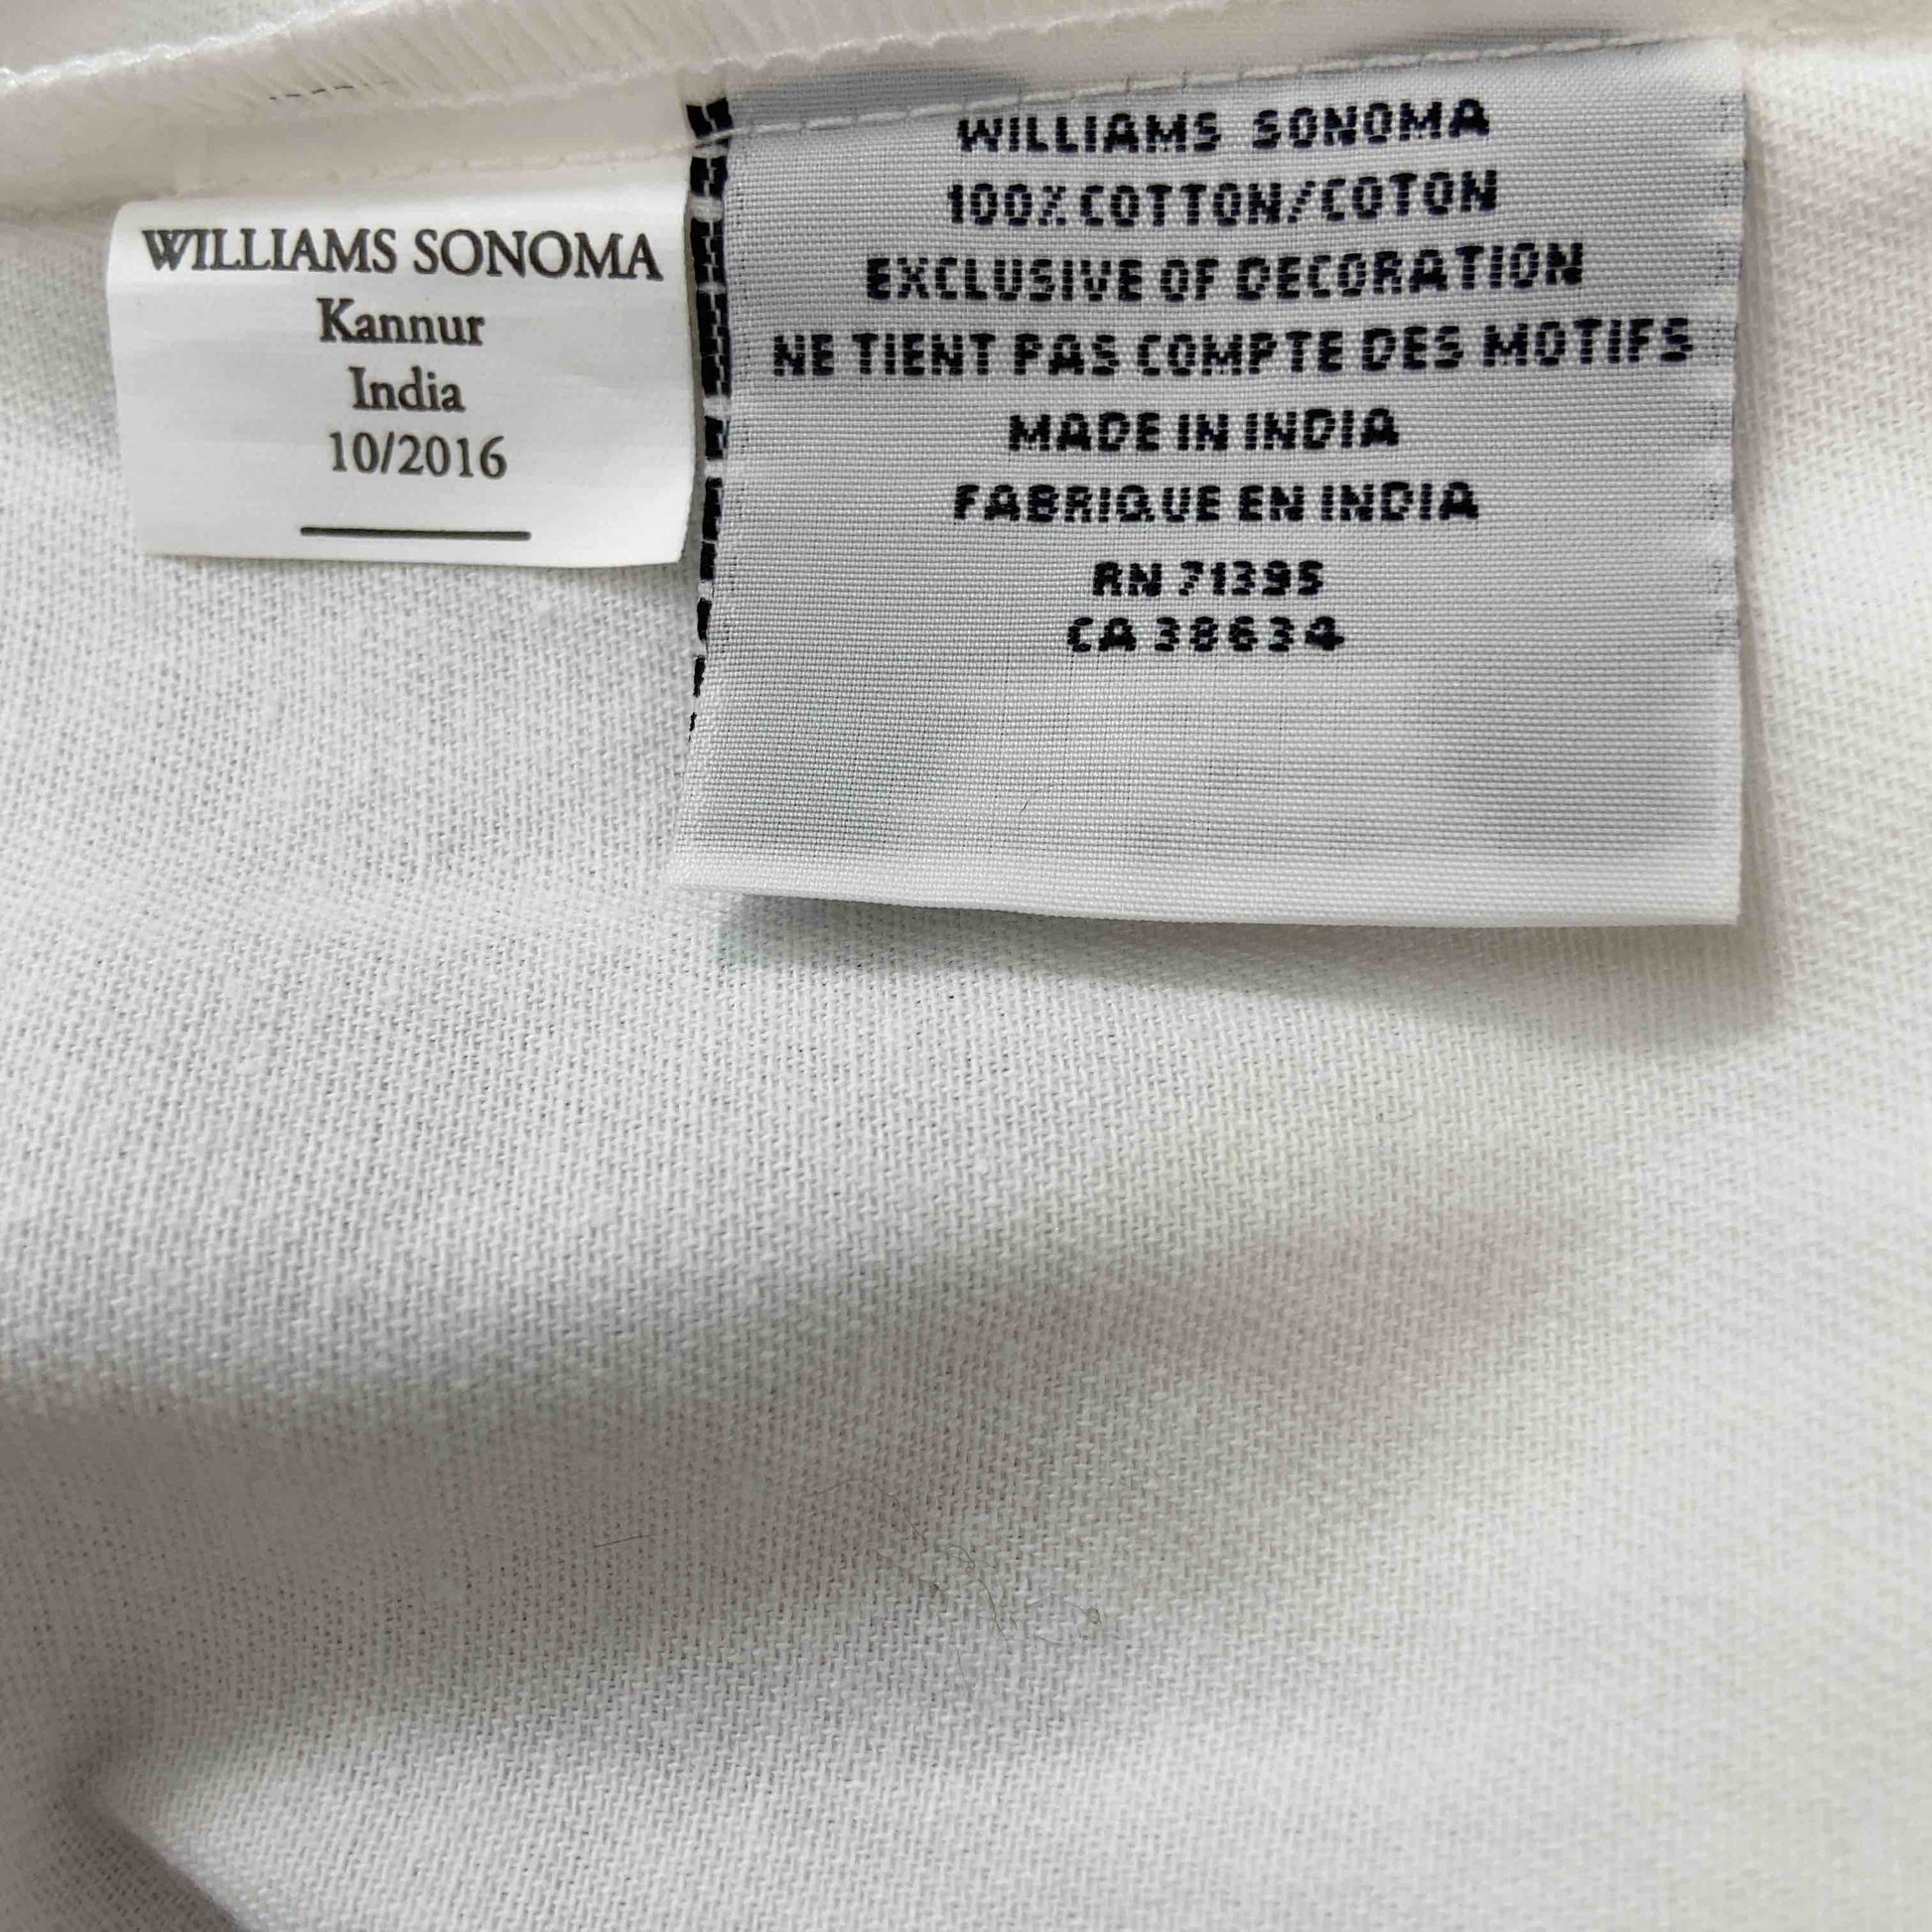 WILLIAMS SONOMA
Kannur
India
10/2016
WILLIAMS SONOMA
100% COTTON/COTON
EXCLUSIVE OF DECORATION
NE TIENT PAS COMPTE DES MOTIFS
MADE IN INDIA
FABRIQUE EN INDIA
RN 71395
CA 38634